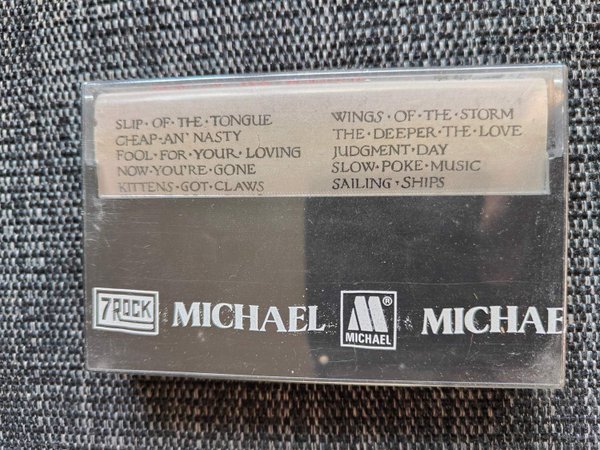 SLIP·OF·THE·TONGUE
CHEAP·AN' NASTY
FOOL·FOR·YOUR·LOVING
NOW·YOU'RE·GONE
KITTENS·GOT·CLAWS
WINGS·OF·THE·STORM
THE·DEEPER·THE·LOVE
JUDGMENT·DAY
SLOW·POKE·MUSIC
SAILING·SHIPS
7ROCK MICHAEL M® MICHAEL MICHAE